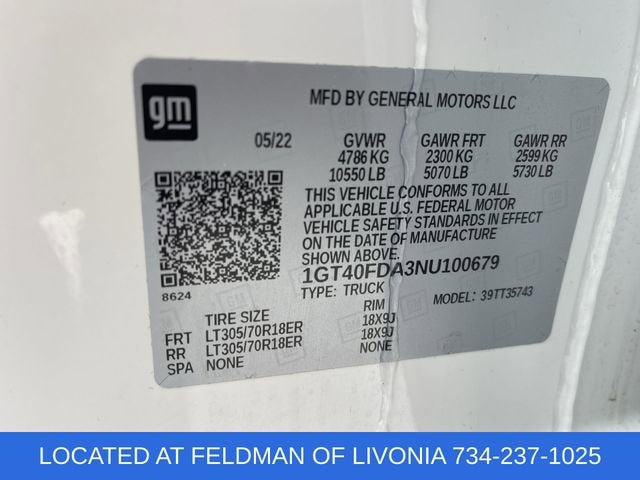 gm
MFD BY GENERAL MOTORS LLC
05/22 GVWR GAWR FRT GAWR RR
4786 KG 2300 KG 2599 KG
10550 LB 5070 LB 5730 LB
THIS VEHICLE CONFORMS TO ALL
APPLICABLE U.S. FEDERAL MOTOR
VEHICLE SAFETY STANDARDS IN EFFECT
ON THE DATE OF MANUFACTURE
SHOWN ABOVE.
1GT40FDA3NU100679
TYPE: TRUCK MODEL: 39TT35743
8624
TIRE SIZE RIM
FRT LT305/70R18ER 18X9J
RR LT305/70R18ER 18X9J
SPA NONE NONE
LOCATED AT FELDMAN OF LIVONIA 734-237-1025